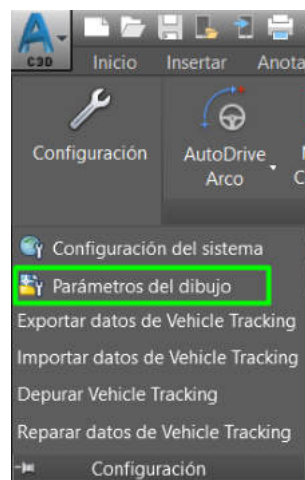 C3D
Inicio Insertar Anota
Configuración
AutoDrive
Arco
C
Configuración del sistema
Parámetros del dibujo
Exportar datos de Vehicle Tracking
Importar datos de Vehicle Tracking
Depurar Vehicle Tracking
Reparar datos de Vehicle Tracking
Configuración